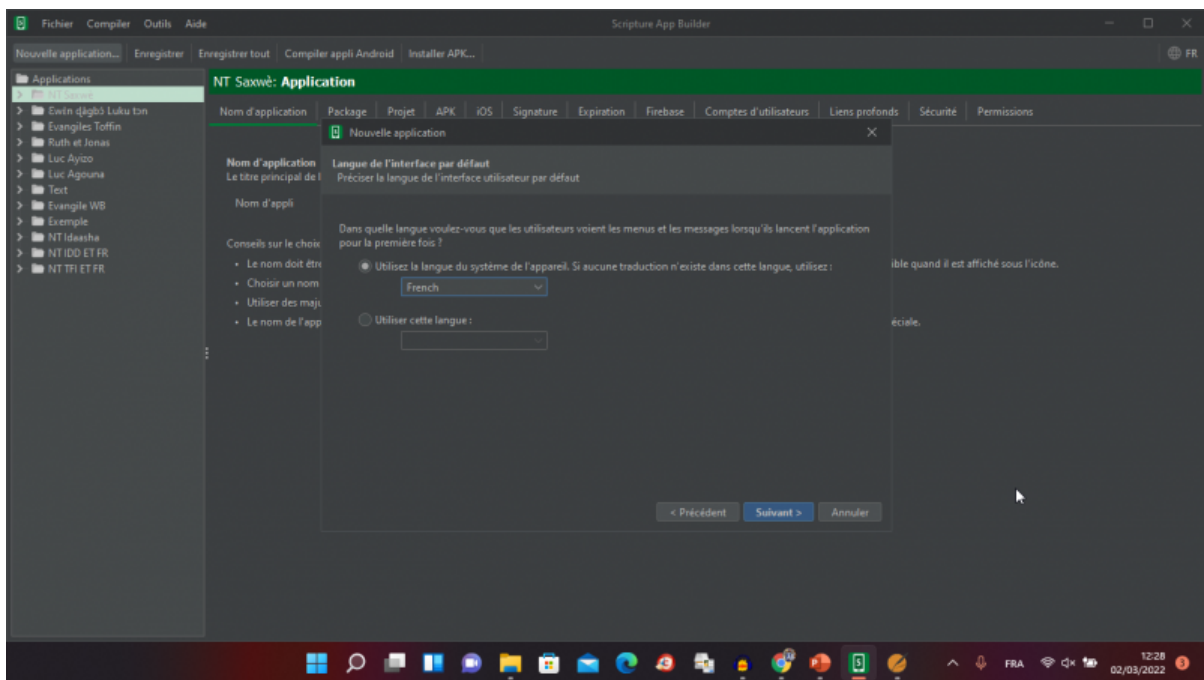 Fichier Compiler Outils Aide
Scripture App Builder
Nouvelle application... Enregistrer Enregistrer tout Compiler appli Android Installer APK... FR
Applications
NT Saxwè
Ewín ɖàgbò Luku tɔn
Evangiles Toffin
Ruth et Jonas
Luc Ayizo
Luc Agouna
Text
Evangile WB
Exemple
NT Idaasha
NT IDD ET FR
NT TFI ET FR
NT Saxwè: Application
Nom d'application Package Projet APK iOS Signature Expiration Firebase Comptes d'utilisateurs Liens profonds Sécurité Permissions
Nom d'application
Le titre principal de l
Nom d'appli
Conseils sur le choix
• Le nom doit être
ible quand il est affiché sous l'icône.
• Choisir un nom
• Utiliser des maju
• Le nom de l'app
éciale.
Nouvelle application
Langue de l'interface par défaut
Préciser la langue de l'interface utilisateur par défaut
Dans quelle langue voulez-vous que les utilisateurs voient les menus et les messages lorsqu'ils lancent l'application
pour la première fois ?
Utilisez la langue du système de l'appareil. Si aucune traduction n'existe dans cette langue, utilisez :
French
Utiliser cette langue :
< Précédent Suivant > Annuler
FRA
12:28
02/03/2022
3